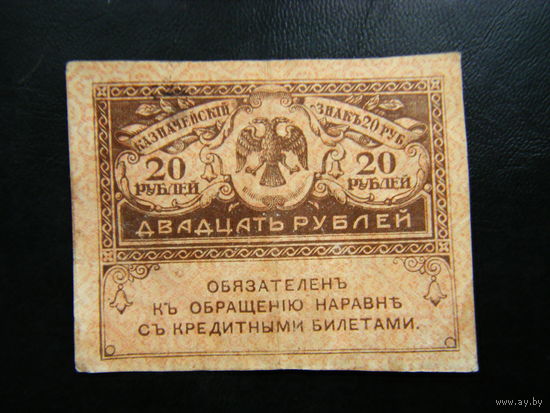 КАЗНАЧЕЙСКІЙ ЗНАКЪ 20 РУБ.
20 РУБЛЕЙ 20 РУБЛЕЙ
ДВАДЦАТЬ РУБЛЕЙ
ОБЯЗАТЕЛЕНЪ
КЪ ОБРАЩЕНІЮ НАРАВНѢ
СЪ КРЕДИТНЫМИ БИЛЕТАМИ.
www.ay.by